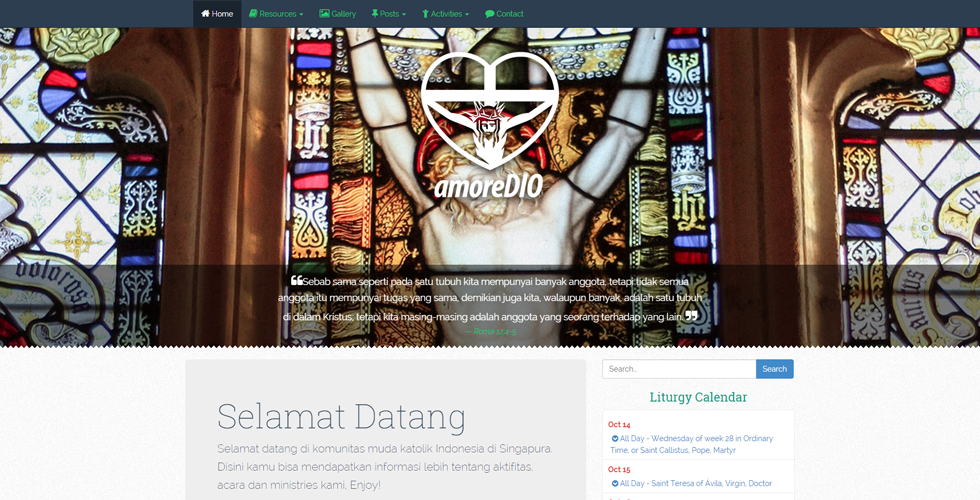 Home Resources Gallery Posts Activities Contact
ihs
amoreDIO
dolorosa
“Sebab sama seperti pada satu tubuh kita mempunyai banyak anggota, tetapi tidak semua
anggota itu mempunyai tugas yang sama, demikian juga kita, walaupun banyak, adalah satu tubuh
di dalam Kristus; tetapi kita masing-masing adalah anggota yang seorang terhadap yang lain.”
Search..
Search
Selamat Datang
Selamat datang di komunitas muda katolik Indonesia di Singapura.
Disini kamu bisa mendapatkan informasi lebih tentang aktifitas,
acara dan ministries kami, Enjoy!
Liturgy Calendar
Oct 14
All Day - Wednesday of week 28 in Ordinary
Time, or Saint Callistus, Pope, Martyr
Oct 15
All Day - Saint Teresa of Ávila, Virgin, Doctor